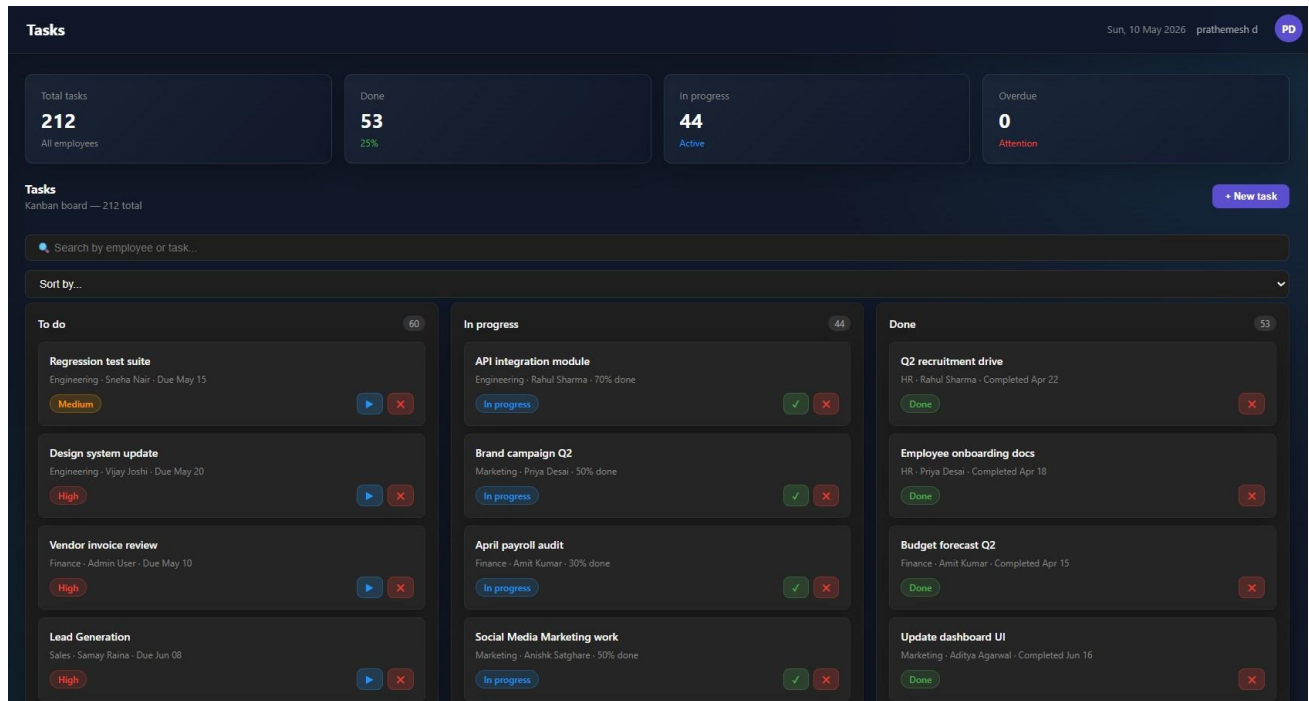 Tasks
Sun, 10 May 2026 prathemesh d PD
Total tasks
212
All employees
Done
53
25%
In progress
44
Active
Overdue
0
Attention
Tasks
Kanban board — 212 total
+ New task
Search by employee or task...
Sort by...
To do 60
Regression test suite
Engineering · Sneha Nair · Due May 15
Medium
Design system update
Engineering · Vijay Joshi · Due May 20
High
Vendor invoice review
Finance · Admin User · Due May 10
High
Lead Generation
Sales · Samay Raina · Due Jun 08
High
In progress 44
API integration module
Engineering · Rahul Sharma · 70% done
In progress
Brand campaign Q2
Marketing · Priya Desai · 50% done
In progress
April payroll audit
Finance · Amit Kumar · 30% done
In progress
Social Media Marketing work
Marketing · Anishk Satghare · 50% done
In progress
Done 53
Q2 recruitment drive
HR · Rahul Sharma · Completed Apr 22
Done
Employee onboarding docs
HR · Priya Desai · Completed Apr 18
Done
Budget forecast Q2
Finance · Amit Kumar · Completed Apr 15
Done
Update dashboard UI
Marketing · Aditya Agarwal · Completed Jun 16
Done